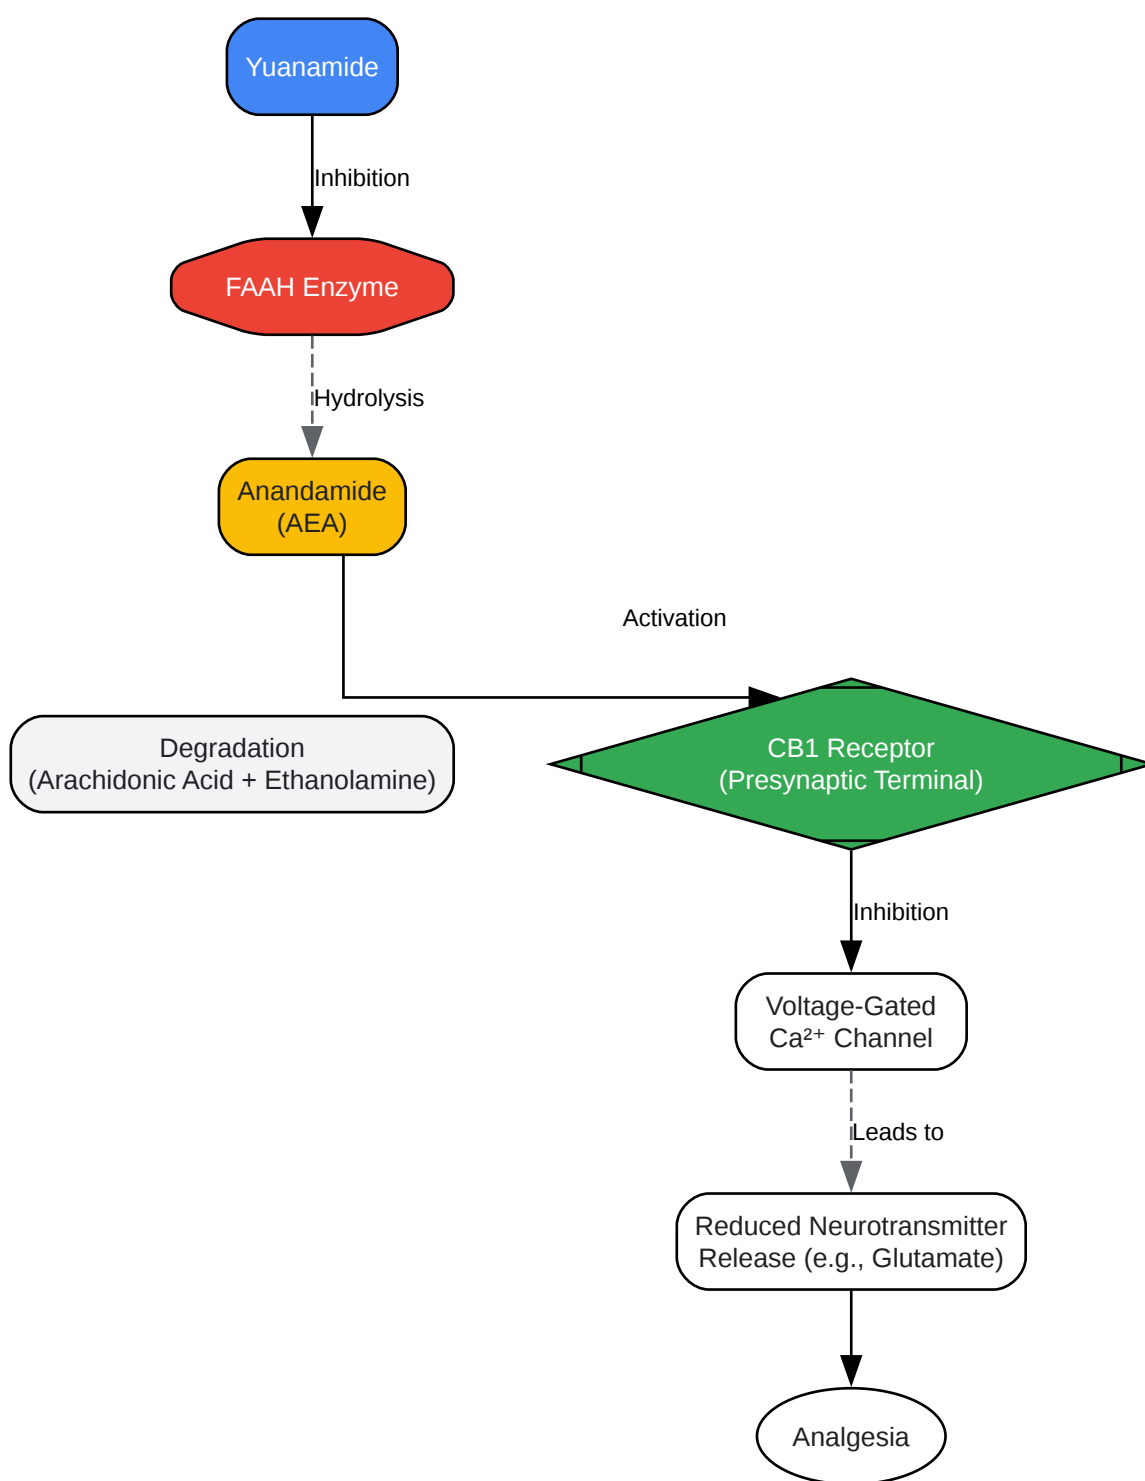 Yuanamide
Inhibition
FAAH Enzyme
Hydrolysis
Anandamide
(AEA)
Activation
Degradation
(Arachidonic Acid + Ethanolamine)
CB1 Receptor
(Presynaptic Terminal)
Inhibition
Voltage-Gated
Ca²⁺ Channel
Leads to
Reduced Neurotransmitter
Release (e.g., Glutamate)
Analgesia